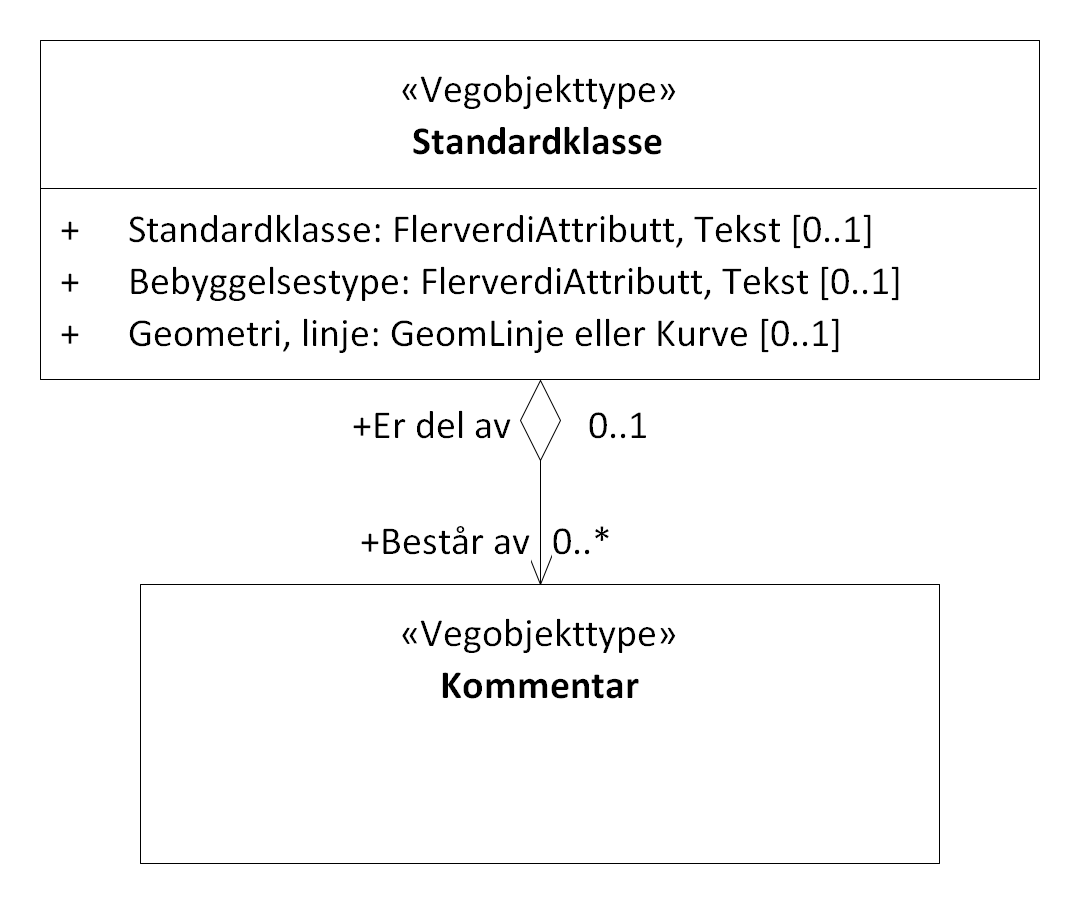 «Vegobjekttype»
Standardklasse
+ Standardklasse: FlerverdiAttributt, Tekst [0..1]
+ Bebyggelsestype: FlerverdiAttributt, Tekst [0..1]
+ Geometri, linje: GeomLinje eller Kurve [0..1]
+Er del av 0..1
+Består av 0..*
«Vegobjekttype»
Kommentar